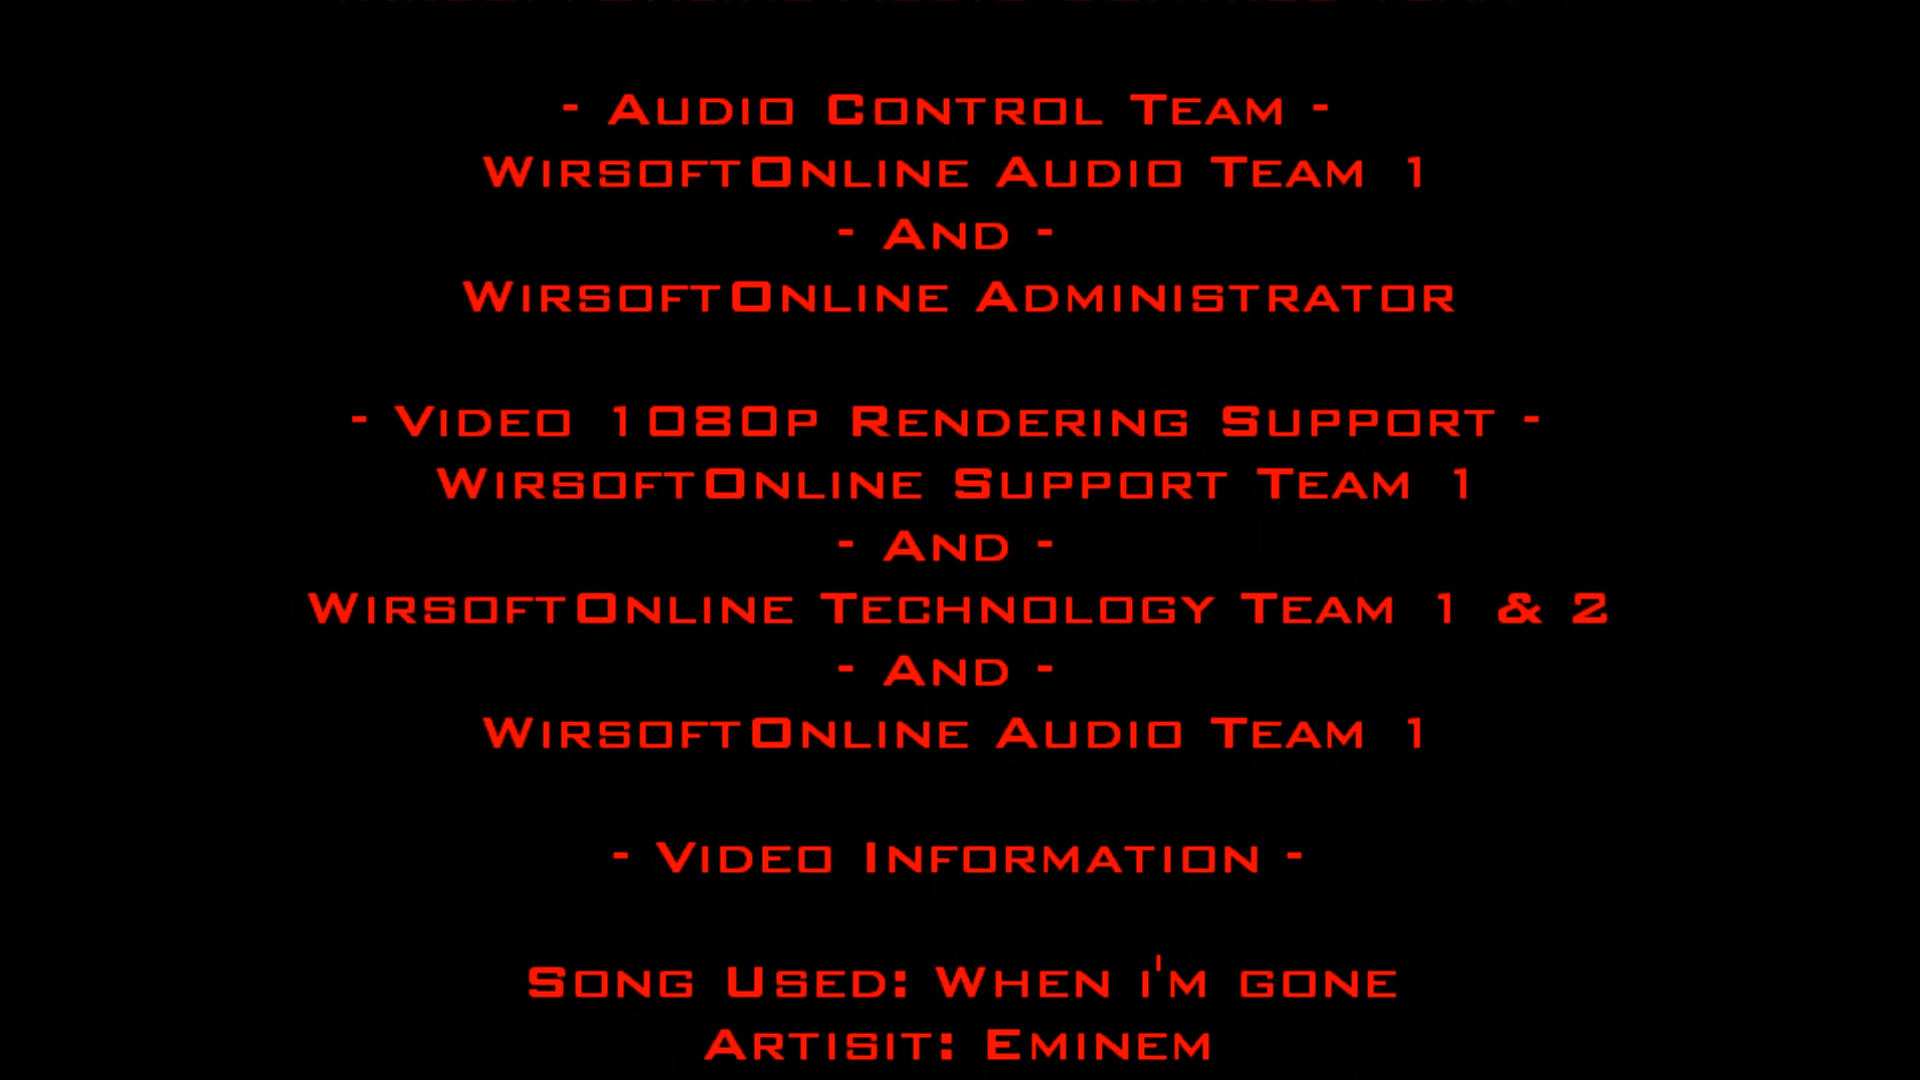 - Audio Control Team -
WirsoftOnline Audio Team 1
- And -
WirsoftOnline Administrator
- Video 1080p Rendering Support -
WirsoftOnline Support Team 1
- And -
WirsoftOnline Technology Team 1 & 2
- And -
WirsoftOnline Audio Team 1
- Video Information -
Song Used: When i'm gone
Artisit: Eminem